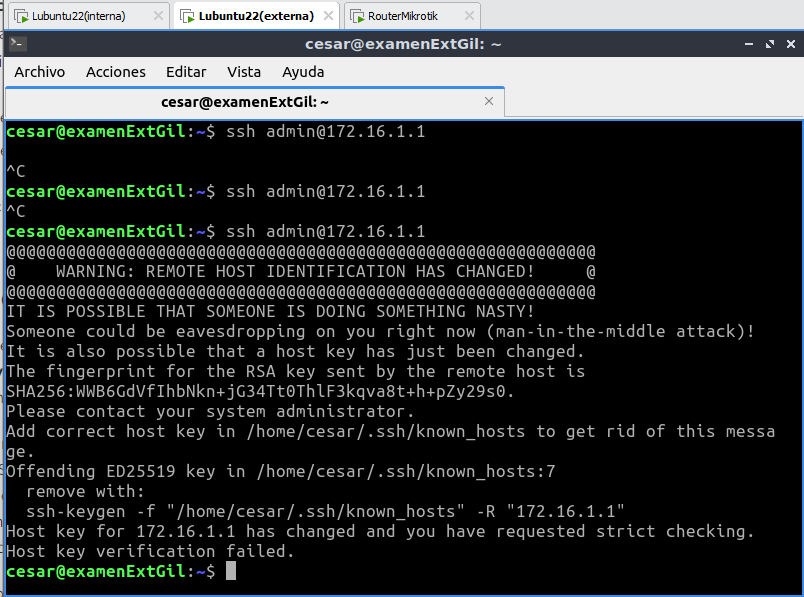 Lubuntu22(interna)
Lubuntu22(externa)
RouterMikrotik
cesar@examenExtGil: ~
Archivo Acciones Editar Vista Ayuda
cesar@examenExtGil: ~
cesar@examenExtGil:~$ ssh admin@172.16.1.1
^C
cesar@examenExtGil:~$ ssh admin@172.16.1.1
^C
cesar@examenExtGil:~$ ssh admin@172.16.1.1
@@@@@@@@@@@@@@@@@@@@@@@@@@@@@@@@@@@@@@@@@@@@@@@@@@@@@@@@@@@
@    WARNING: REMOTE HOST IDENTIFICATION HAS CHANGED!     @
@@@@@@@@@@@@@@@@@@@@@@@@@@@@@@@@@@@@@@@@@@@@@@@@@@@@@@@@@@@
IT IS POSSIBLE THAT SOMEONE IS DOING SOMETHING NASTY!
Someone could be eavesdropping on you right now (man-in-the-middle attack)!
It is also possible that a host key has just been changed.
The fingerprint for the RSA key sent by the remote host is
SHA256:WWB6GdVfIhbNkn+jG34Tt0ThlF3kqva8t+h+pZy29s0.
Please contact your system administrator.
Add correct host key in /home/cesar/.ssh/known_hosts to get rid of this messa
ge.
Offending ED25519 key in /home/cesar/.ssh/known_hosts:7
  remove with:
  ssh-keygen -f "/home/cesar/.ssh/known_hosts" -R "172.16.1.1"
Host key for 172.16.1.1 has changed and you have requested strict checking.
Host key verification failed.
cesar@examenExtGil:~$